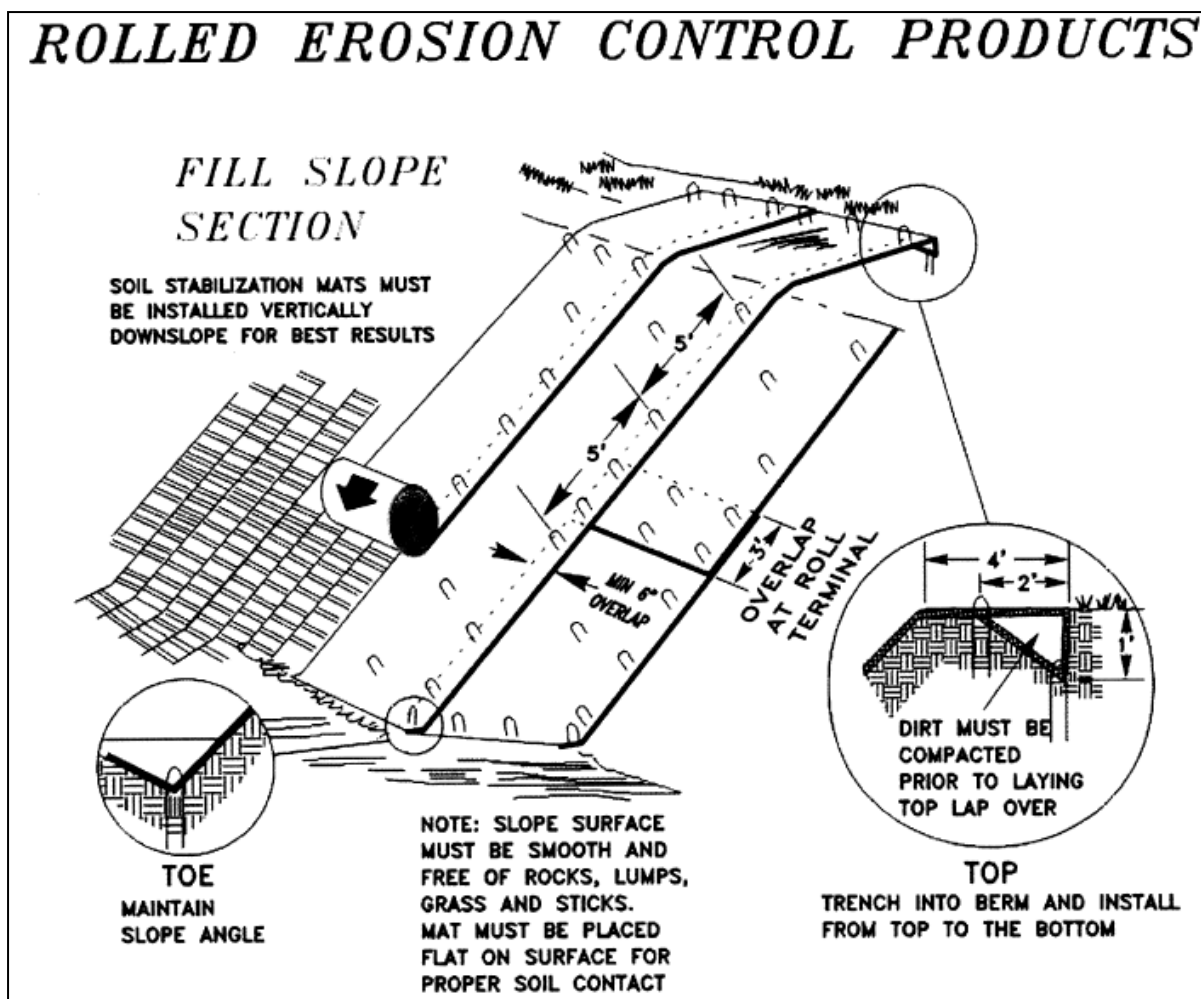 ROLLED EROSION CONTROL PRODUCTS
FILL SLOPE
SECTION
SOIL STABILIZATION MATS MUST
BE INSTALLED VERTICALLY
DOWNSLOPE FOR BEST RESULTS
5'
5'
MIN 6"
OVERLAP
3'
OVERLAP
AT ROLL
TERMINAL
4'
2'
1'
DIRT MUST BE
COMPACTED
PRIOR TO LAYING
TOP LAP OVER
TOE
MAINTAIN
SLOPE ANGLE
NOTE: SLOPE SURFACE
MUST BE SMOOTH AND
FREE OF ROCKS, LUMPS,
GRASS AND STICKS.
MAT MUST BE PLACED
FLAT ON SURFACE FOR
PROPER SOIL CONTACT
TOP
TRENCH INTO BERM AND INSTALL
FROM TOP TO THE BOTTOM